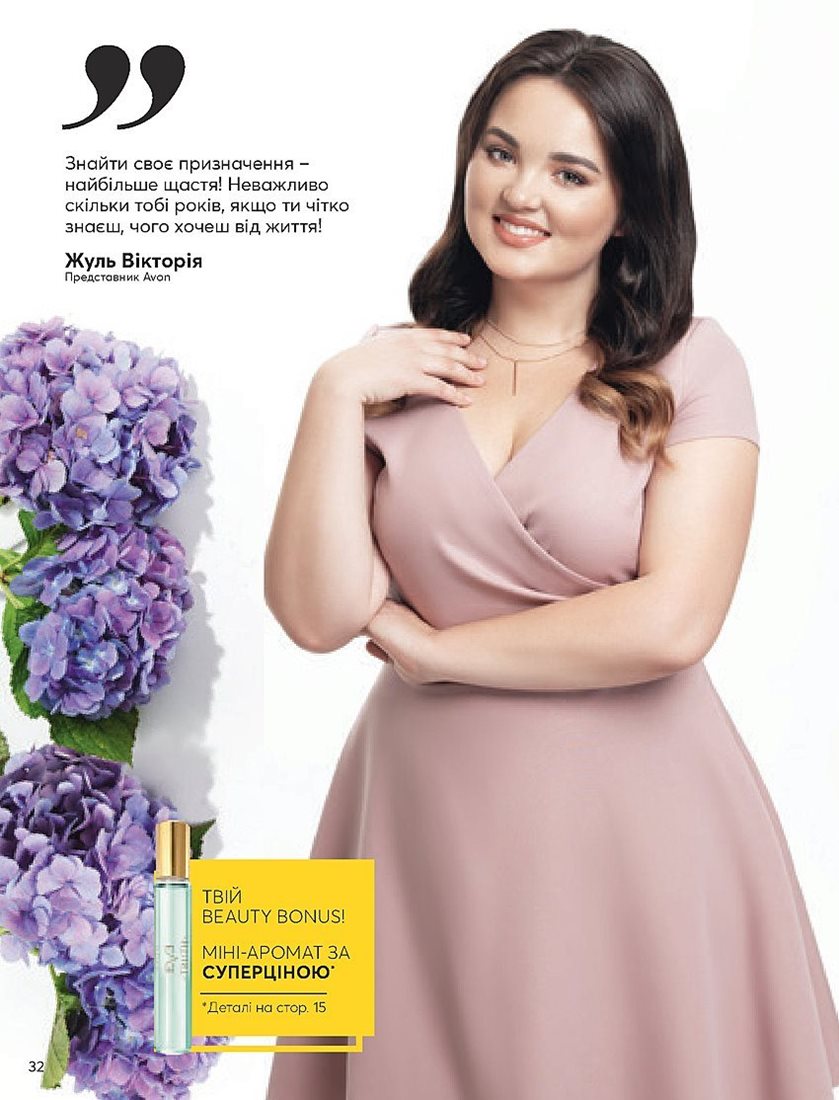 Знайти своє призначення –
найбільше щастя! Неважливо
скільки тобі років, якщо ти чітко
знаєш, чого хочеш від життя!
Жуль Вікторія
Представник Avon
ТВІЙ
BEAUTY BONUS!
МІНІ-АРОМАТ ЗА
СУПЕРЦІНОЮ*
*Деталі на стор. 15
32